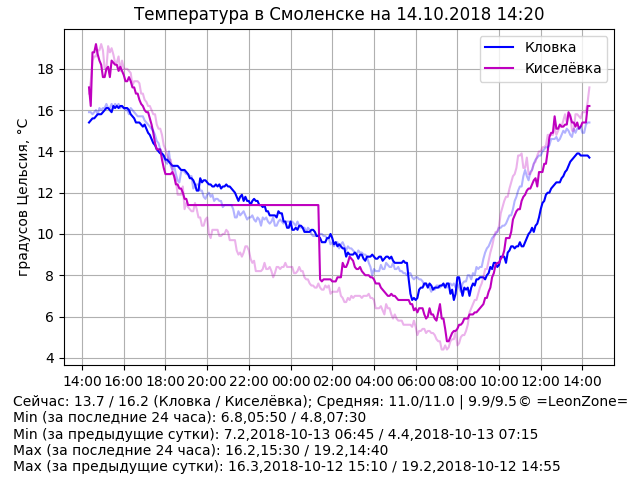 Температура в Смоленске на 14.10.2018 14:20
Кловка
Киселёвка
градусов Цельсия, °C
18
16
14
12
10
8
6
4
14:00 16:00 18:00 20:00 22:00 00:00 02:00 04:00 06:00 08:00 10:00 12:00 14:00
Сейчас: 13.7 / 16.2 (Кловка / Киселёвка); Средняя: 11.0/11.0 | 9.9/9.5© =LeonZone=
Min (за последние 24 часа): 6.8,05:50 / 4.8,07:30
Min (за предыдущие сутки): 7.2,2018-10-13 06:45 / 4.4,2018-10-13 07:15
Max (за последние 24 часа): 16.2,15:30 / 19.2,14:40
Max (за предыдущие сутки): 16.3,2018-10-12 15:10 / 19.2,2018-10-12 14:55